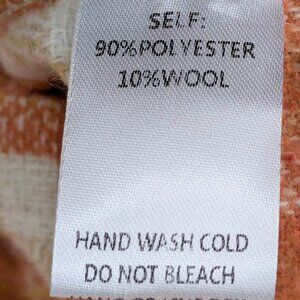 SELF:
90%POLYESTER
10%WOOL
HAND WASH COLD
DO NOT BLEACH